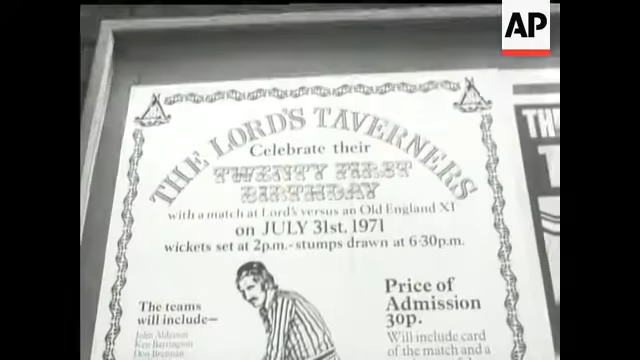 AP
THE LORD'S TAVERNERS
Celebrate their
TWENTY FIRST
BIRTHDAY
with a match at Lord's versus an Old England XI
on JULY 31st. 1971
wickets set at 2p.m.-stumps drawn at 6·30p.m.
The teams
will include—
John Alderson
Ken Barrington
Don Brennan
Price of
Admission
30p.
Will include card
of the match and a
TH